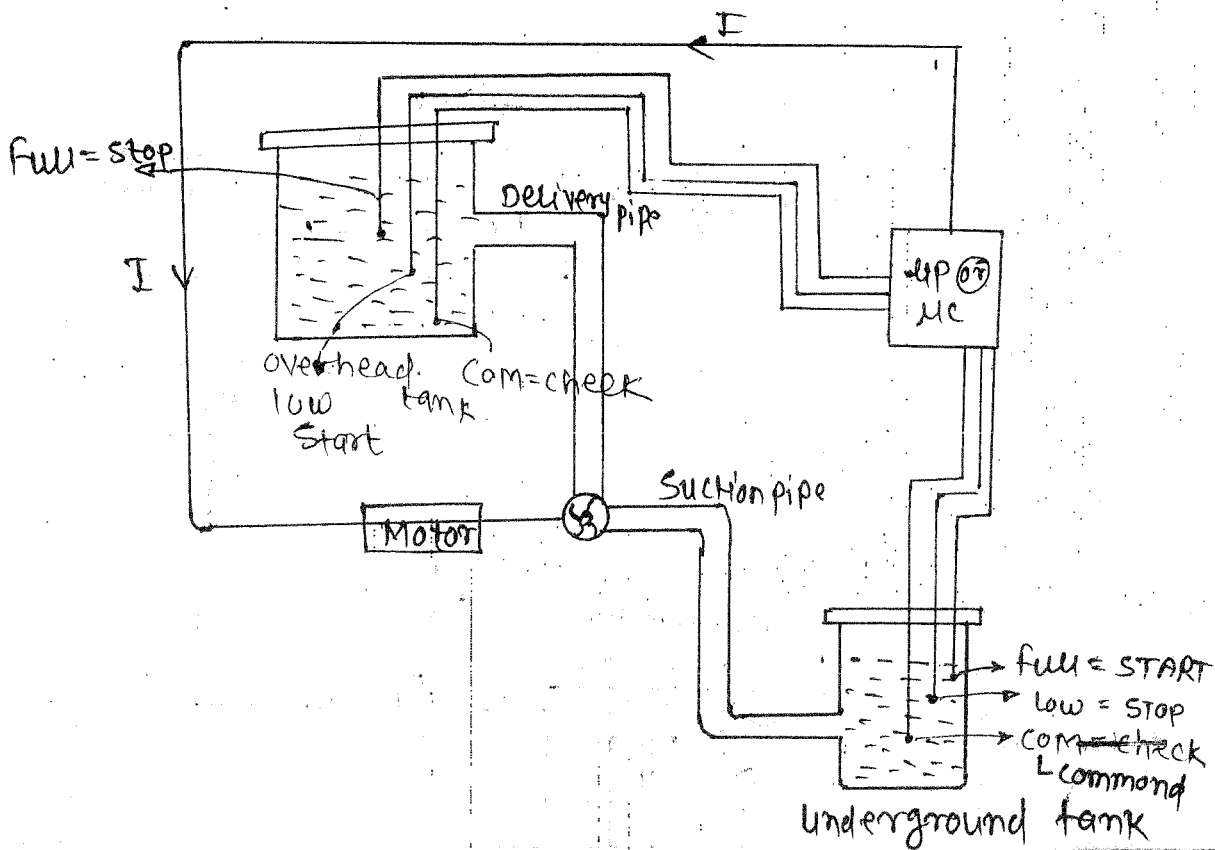 I
Full = Stop
Delivery pipe
I
μP or
μC
overhead tank
low
Start
Com = check
Suction pipe
Motor
Full = START
low = STOP
com = check
commond
underground tank